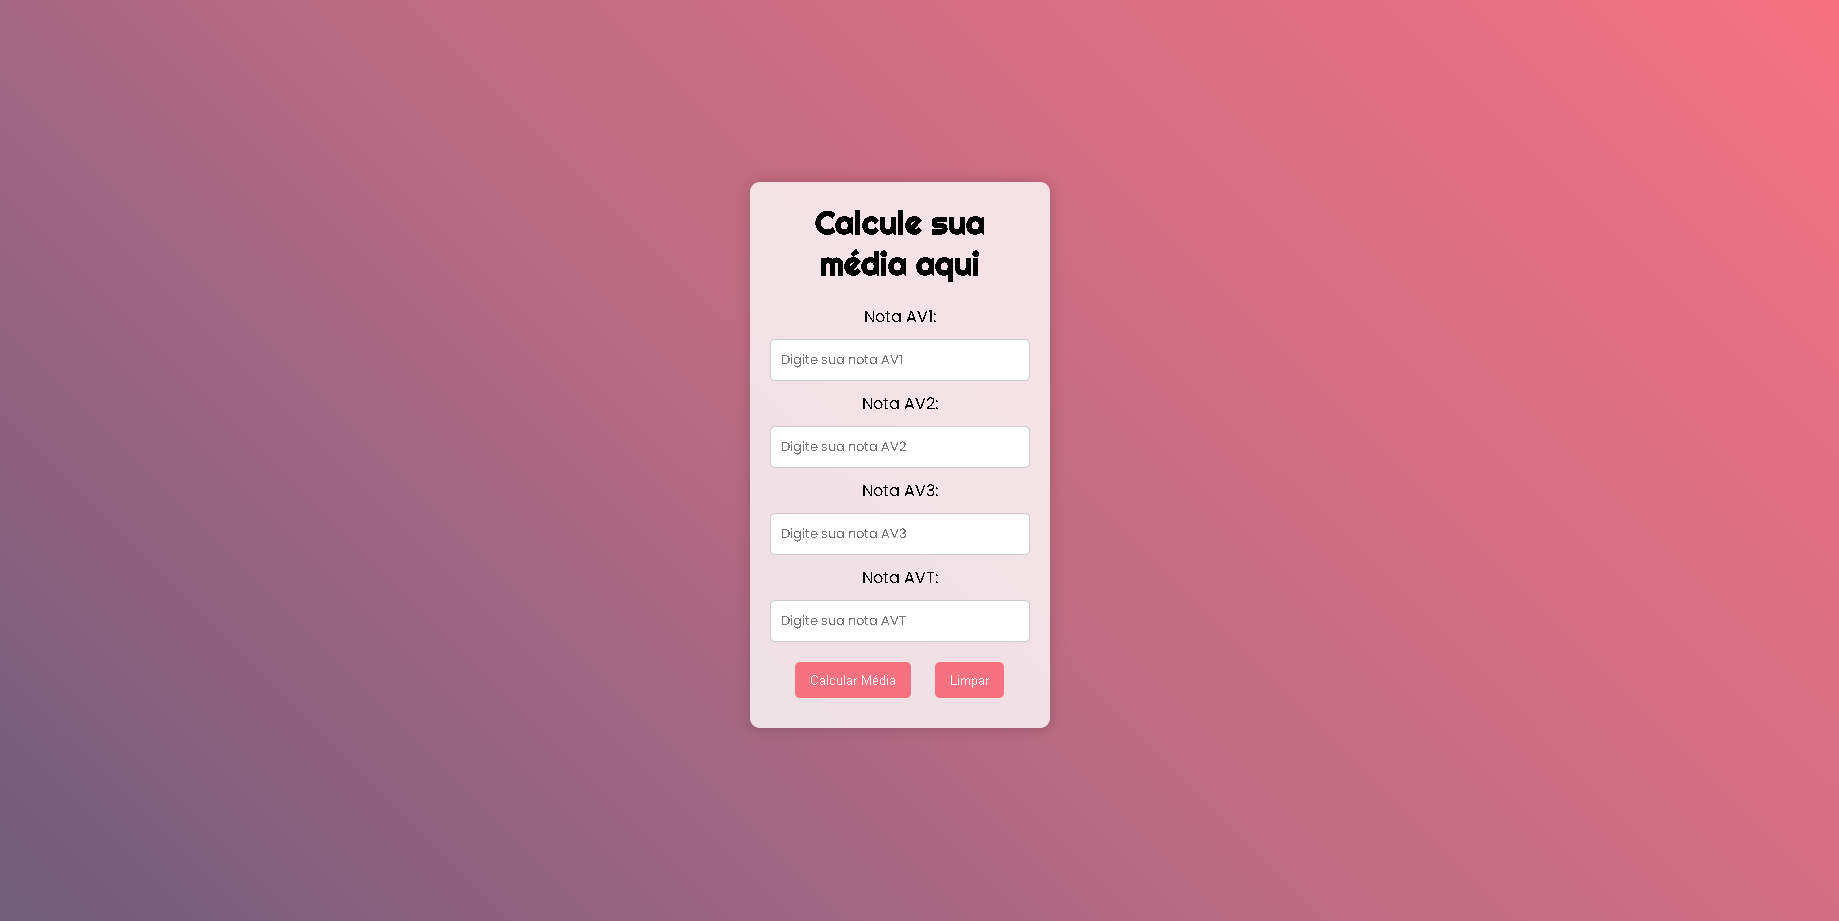 Calcule sua
média aqui
Nota AV1:
Digite sua nota AV1
Nota AV2:
Digite sua nota AV2
Nota AV3:
Digite sua nota AV3
Nota AVT:
Digite sua nota AVT
Calcular Média Limpar